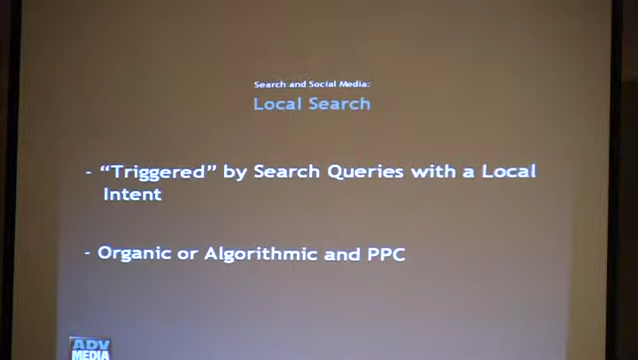 Search and Social Media:
Local Search
- “Triggered” by Search Queries with a Local
Intent
- Organic or Algorithmic and PPC
ADV
MEDIA